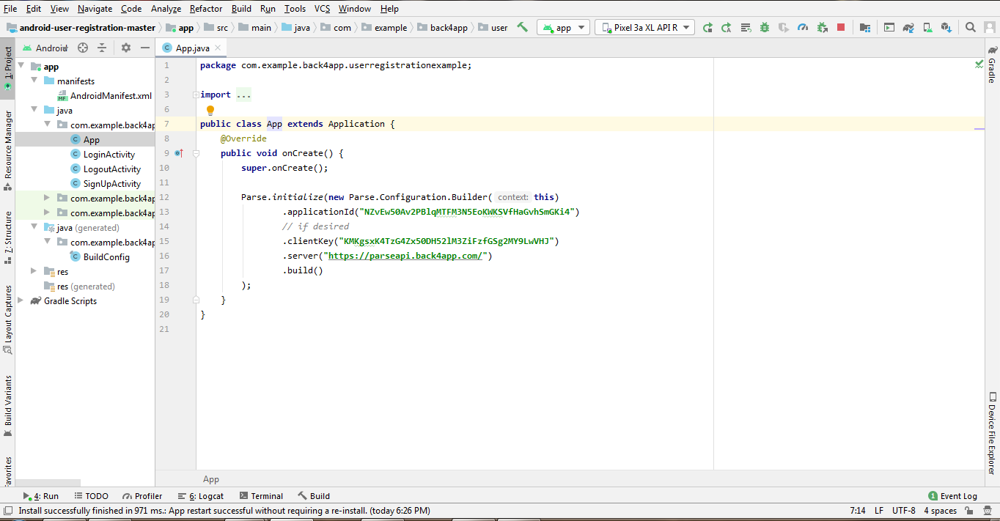 File Edit View Navigate Code Analyze Refactor Build Run Tools VCS Window Help
android-user-registration-master app src main java com example back4app user app Pixel 3a XL API R
Android App.java
1: Project
Resource Manager
7: Structure
Layout Captures
Build Variants
avorites
app
manifests
AndroidManifest.xml
java
com.example.back4ap
App
LoginActivity
LogoutActivity
SignUpActivity
com.example.back4ap
com.example.back4ap
java (generated)
com.example.back4ap
BuildConfig
res
res (generated)
Gradle Scripts
1 package com.example.back4app.userregistrationexample;
2
3 import ...
6
7 public class App extends Application {
8 @Override
9 public void onCreate() {
10 super.onCreate();
11
12 Parse.initialize(new Parse.Configuration.Builder( context: this)
13 .applicationId("NZvEw50Av2PBlqMTFM3N5EoKWKSVfHaGvhSmGKi4")
14 // if desired
15 .clientKey("KMKgsxK4TzG4Zx50DH52lM3ZiFzfGSg2MY9LwVHJ")
16 .server("https://parseapi.back4app.com/")
17 .build()
18 );
19 }
20 }
21
App
Gradle
Device File Explorer
4: Run TODO Profiler 6: Logcat Terminal Build 1 Event Log
Install successfully finished in 971 ms.: App restart successful without requiring a re-install. (today 6:26 PM) 7:14 LF UTF-8 4 spaces